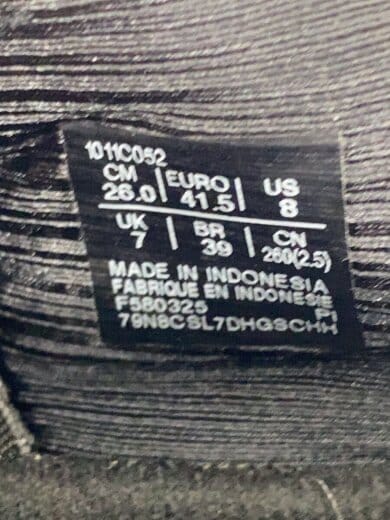 1011C052
CM 26.0 | EURO 41.5 | US 8
UK 7 | BR 39 | CN 260(2.5)
MADE IN INDONESIA
FABRIQUE EN INDONESIE
F580325 PI
79N8CSL7DHGSCHH